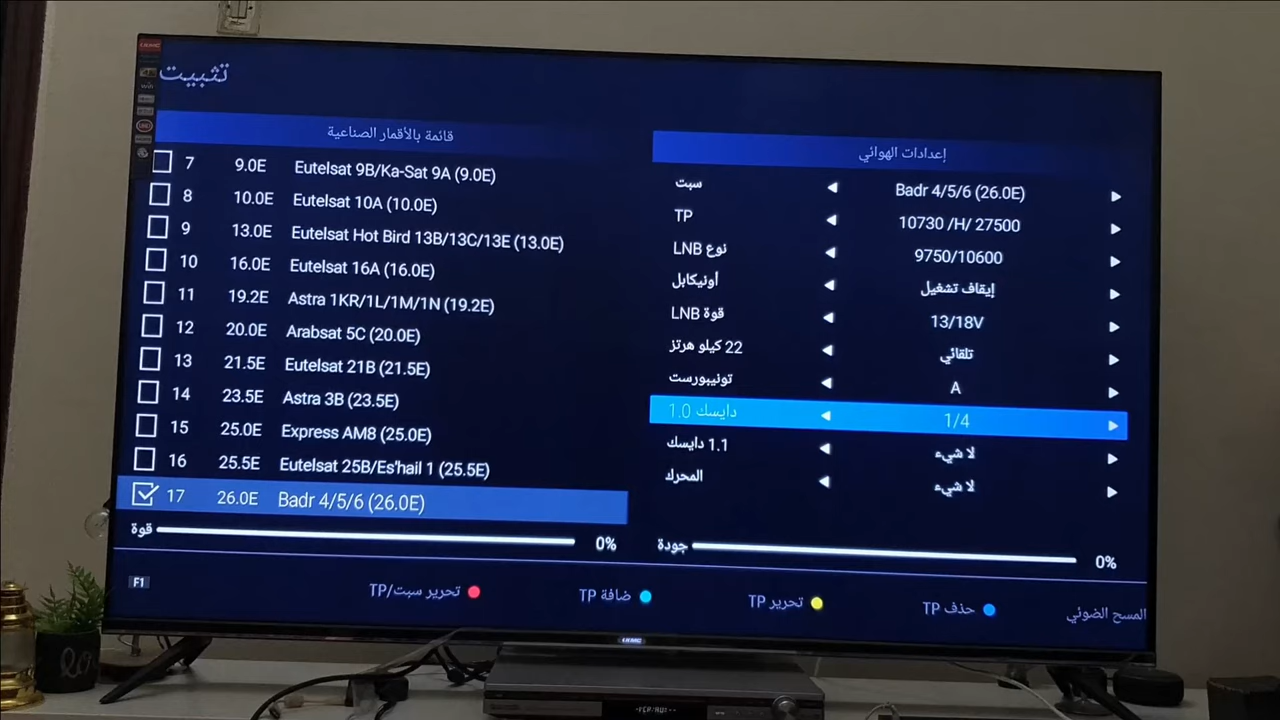 تثبيت
قائمة بالأقمار الصناعية
7 9.0E Eutelsat 9B/Ka-Sat 9A (9.0E)
8 10.0E Eutelsat 10A (10.0E)
9 13.0E Eutelsat Hot Bird 13B/13C/13E (13.0E)
10 16.0E Eutelsat 16A (16.0E)
11 19.2E Astra 1KR/1L/1M/1N (19.2E)
12 20.0E Arabsat 5C (20.0E)
13 21.5E Eutelsat 21B (21.5E)
14 23.5E Astra 3B (23.5E)
15 25.0E Express AM8 (25.0E)
16 25.5E Eutelsat 25B/Es'hail 1 (25.5E)
17 26.0E Badr 4/5/6 (26.0E)
قوة 0%
إعدادات الهوائي
سبت Badr 4/5/6 (26.0E)
TP 10730 /H/ 27500
نوع LNB 9750/10600
أونيكابل إيقاف تشغيل
قوة LNB 13/18V
22 كيلو هرتز تلقائي
تونيبورست A
دايسك 1.0 1/4
1.1 دايسك لا شيء
المحرك لا شيء
جودة 0%
F1
تحرير سبت/TP
ضافة TP
تحرير TP
حذف TP
المسح الضوئي